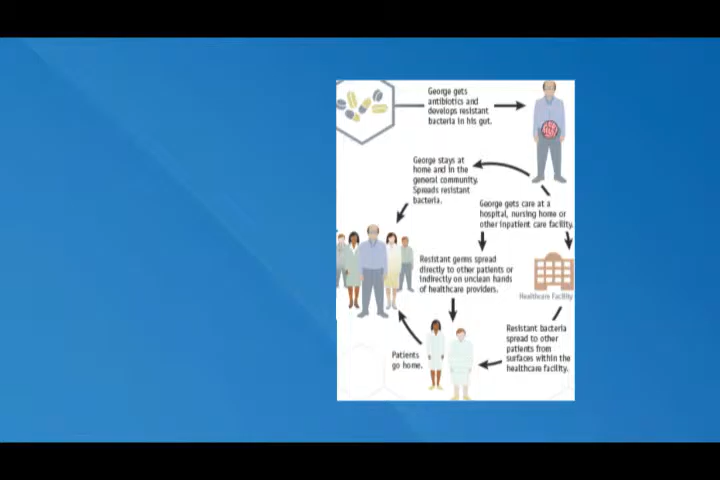 George gets
antibiotics and
develops resistant
bacteria in his gut.
George stays at
home and in the
general community.
Spreads resistant
bacteria.
George gets care at a
hospital, nursing home or
other inpatient care facility.
Resistant germs spread
directly to other patients or
indirectly on unclean hands
of healthcare providers.
Healthcare Facility
Resistant bacteria
spread to other
patients from
surfaces within the
healthcare facility.
Patients
go home.